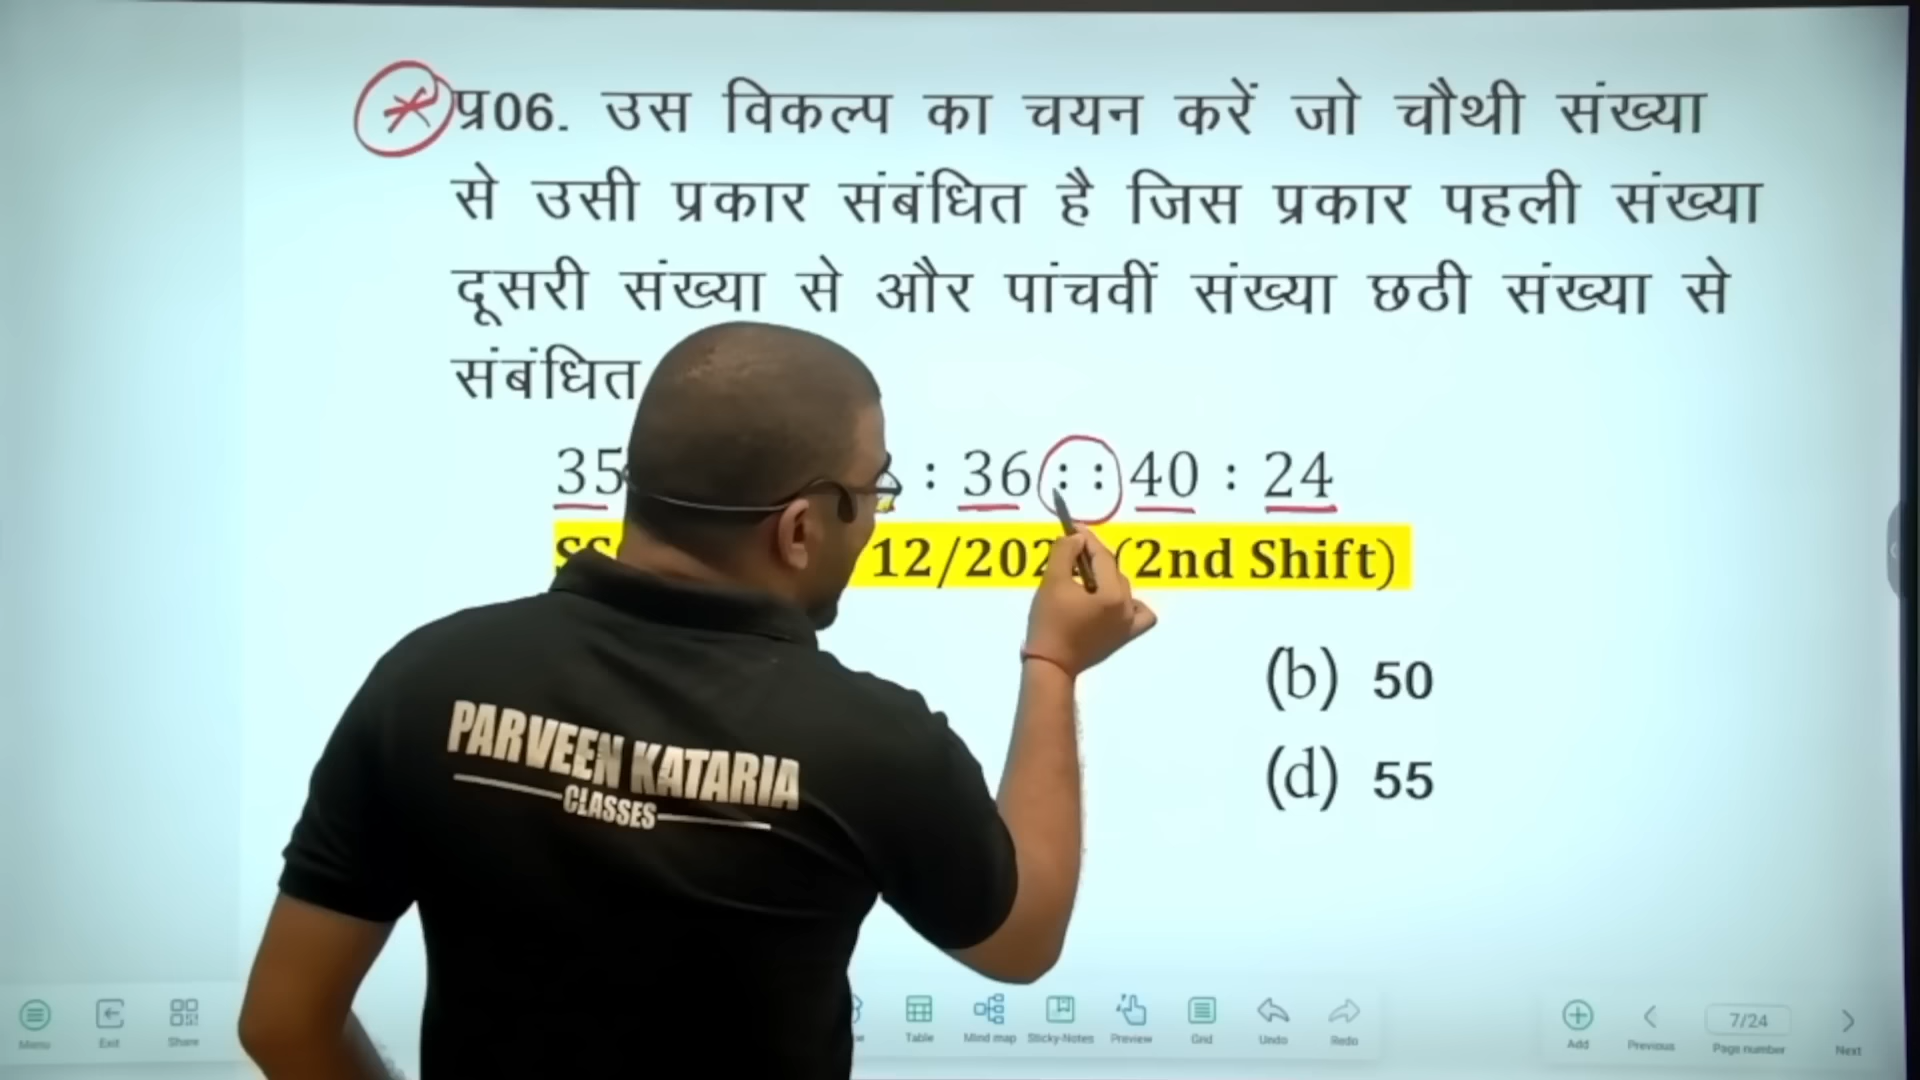 प्र06. उस विकल्प का चयन करें जो चौथी संख्या
से उसी प्रकार संबंधित है जिस प्रकार पहली संख्या
दूसरी संख्या से और पांचवीं संख्या छठी संख्या से
संबंधित
35 : 36 :: 40 : 24
12/202 (2nd Shift)
(b) 50
(d) 55
PARVEEN KATARIA
CLASSES
Menu Exit Share Table Mind map Sticky-Notes Preview Grid Undo Redo Add Previous 7/24 Page number Next